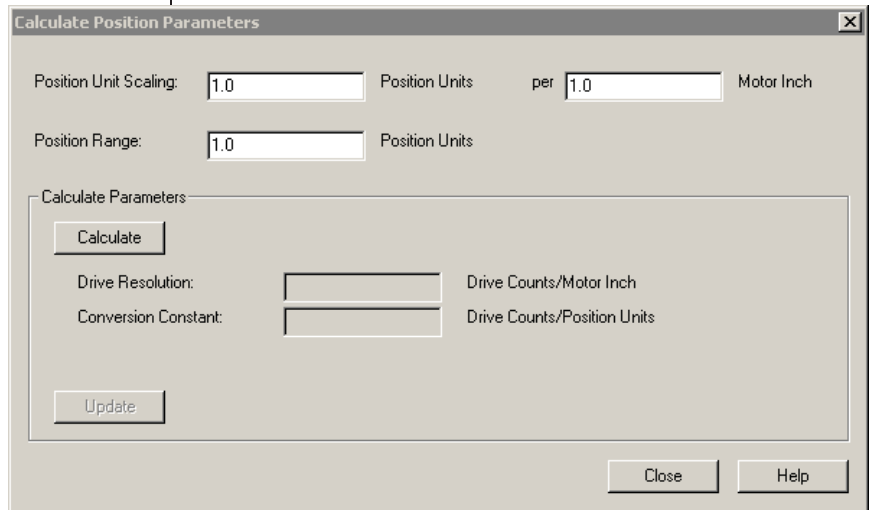 Calculate Position Parameters
Position Unit Scaling: 1.0 Position Units per 1.0 Motor Inch
Position Range: 1.0 Position Units
Calculate Parameters
Calculate
Drive Resolution: Drive Counts/Motor Inch
Conversion Constant: Drive Counts/Position Units
Update
Close Help